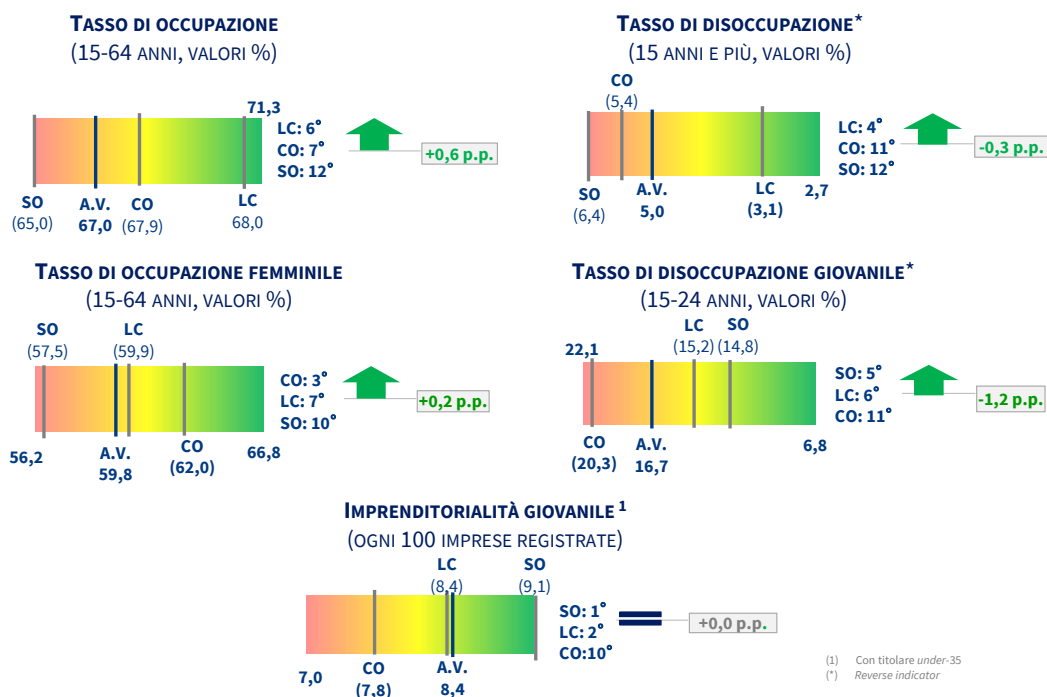 TASSO DI OCCUPAZIONE
(15-64 ANNI, VALORI %)
71,3
SO
(65,0)
A.V.
67,0
CO
(67,9)
LC
68,0
LC: 6°
CO: 7°
SO: 12°
+0,6 p.p.
TASSO DI DISOCCUPAZIONE*
(15 ANNI E PIÙ, VALORI %)
CO
(5,4)
SO
(6,4)
A.V.
5,0
LC
(3,1)
2,7
LC: 4°
CO: 11°
SO: 12°
-0,3 p.p.
TASSO DI OCCUPAZIONE FEMMINILE
(15-64 ANNI, VALORI %)
SO
(57,5)
LC
(59,9)
56,2
A.V.
59,8
CO
(62,0)
66,8
CO: 3°
LC: 7°
SO: 10°
+0,2 p.p.
TASSO DI DISOCCUPAZIONE GIOVANILE*
(15-24 ANNI, VALORI %)
22,1
LC
(15,2)
SO
(14,8)
CO
(20,3)
A.V.
16,7
6,8
SO: 5°
LC: 6°
CO: 11°
-1,2 p.p.
IMPRENDITORIALITÀ GIOVANILE 1
(OGNI 100 IMPRESE REGISTRATE)
LC
(8,4)
SO
(9,1)
7,0
CO
(7,8)
A.V.
8,4
SO: 1°
LC: 2°
CO:10°
+0,0 p.p.
(1) Con titolare under-35
(*) Reverse indicator